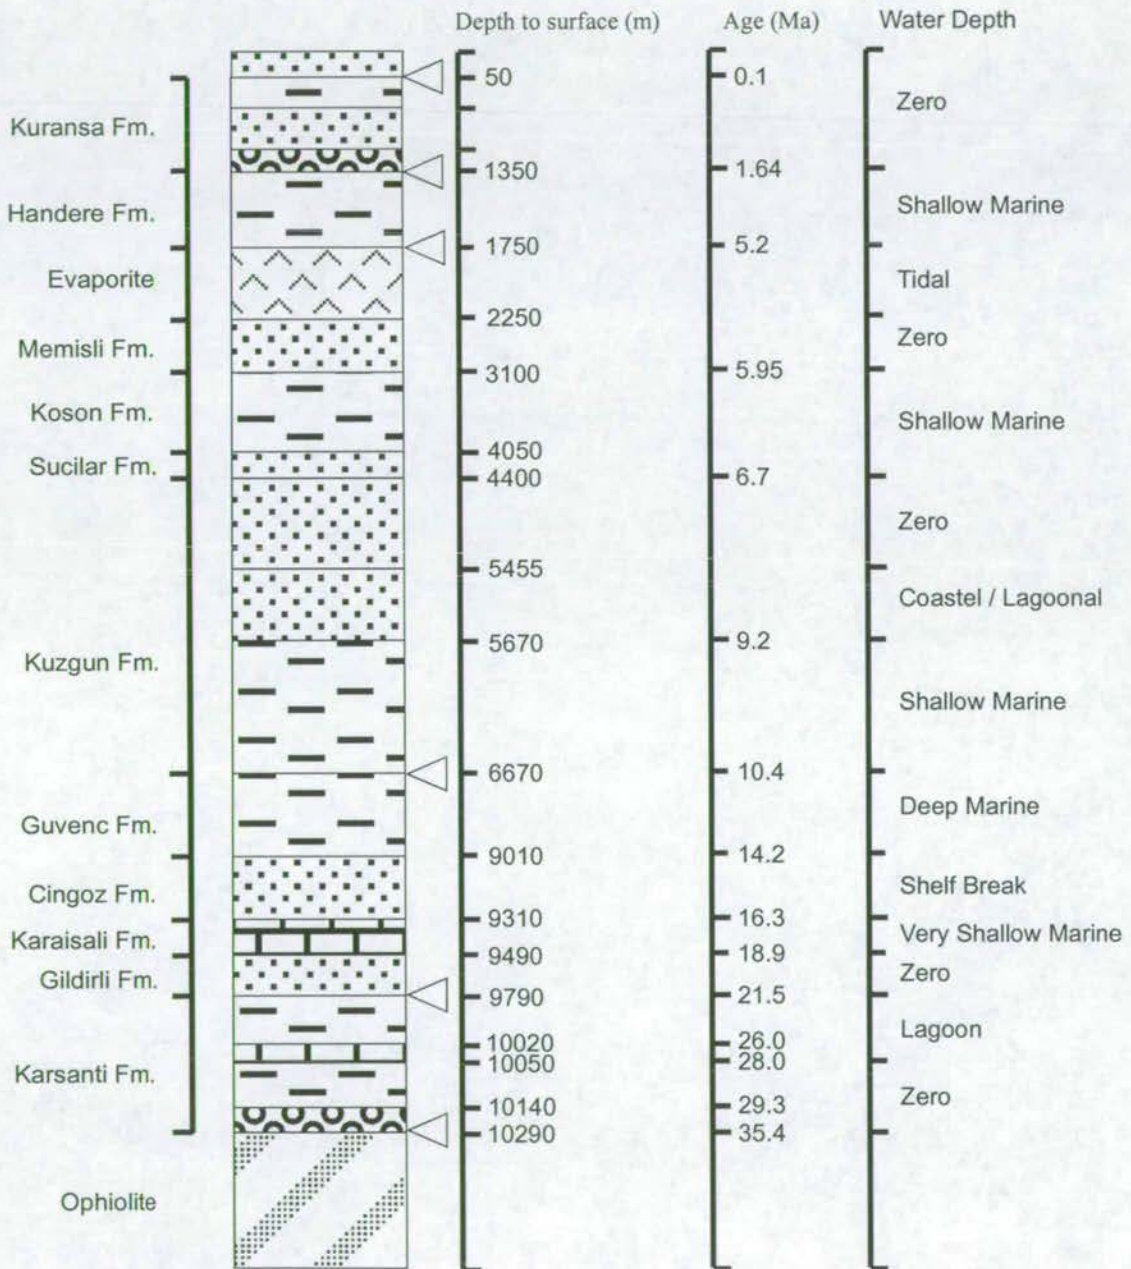 Depth to surface (m) Age (Ma) Water Depth
50 0.1
Zero
Kuransa Fm.
1350 1.64
Handere Fm. Shallow Marine
1750 5.2
Evaporite Tidal
2250
Memisli Fm. Zero
3100 5.95
Koson Fm. Shallow Marine
4050
Sucilar Fm.
4400 6.7
Zero
5455
Coastel / Lagoonal
5670 9.2
Kuzgun Fm.
Shallow Marine
6670 10.4
Deep Marine
Guvenc Fm.
9010 14.2
Cingoz Fm. Shelf Break
9310 16.3
Karaisali Fm. Very Shallow Marine
9490 18.9
Gildirli Fm. Zero
9790 21.5
Lagoon
10020 26.0
10050 28.0
Karsanti Fm. Zero
10140 29.3
10290 35.4
Ophiolite